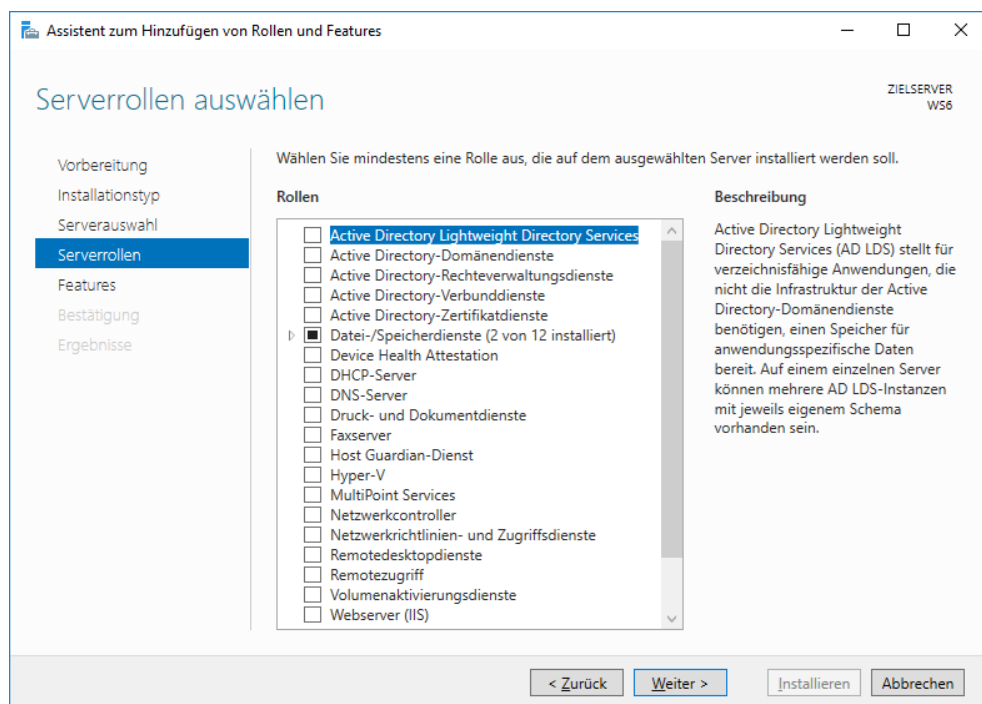 Assistent zum Hinzufügen von Rollen und Features
Serverrollen auswählen
ZIELSERVER
WS6
Vorbereitung
Installationstyp
Serverauswahl
Serverrollen
Features
Bestätigung
Ergebnisse
Wählen Sie mindestens eine Rolle aus, die auf dem ausgewählten Server installiert werden soll.
Rollen
Active Directory Lightweight Directory Services
Active Directory-Domänendienste
Active Directory-Rechteverwaltungsdienste
Active Directory-Verbunddienste
Active Directory-Zertifikatdienste
Datei-/Speicherdienste (2 von 12 installiert)
Device Health Attestation
DHCP-Server
DNS-Server
Druck- und Dokumentdienste
Faxserver
Host Guardian-Dienst
Hyper-V
MultiPoint Services
Netzwerkcontroller
Netzwerkrichtlinien- und Zugriffsdienste
Remotedesktopdienste
Remotezugriff
Volumenaktivierungsdienste
Webserver (IIS)
Beschreibung
Active Directory Lightweight
Directory Services (AD LDS) stellt für
verzeichnisfähige Anwendungen, die
nicht die Infrastruktur der Active
Directory-Domänendienste
benötigen, einen Speicher für
anwendungsspezifische Daten
bereit. Auf einem einzelnen Server
können mehrere AD LDS-Instanzen
mit jeweils eigenem Schema
vorhanden sein.
< Zurück
Weiter >
Installieren
Abbrechen